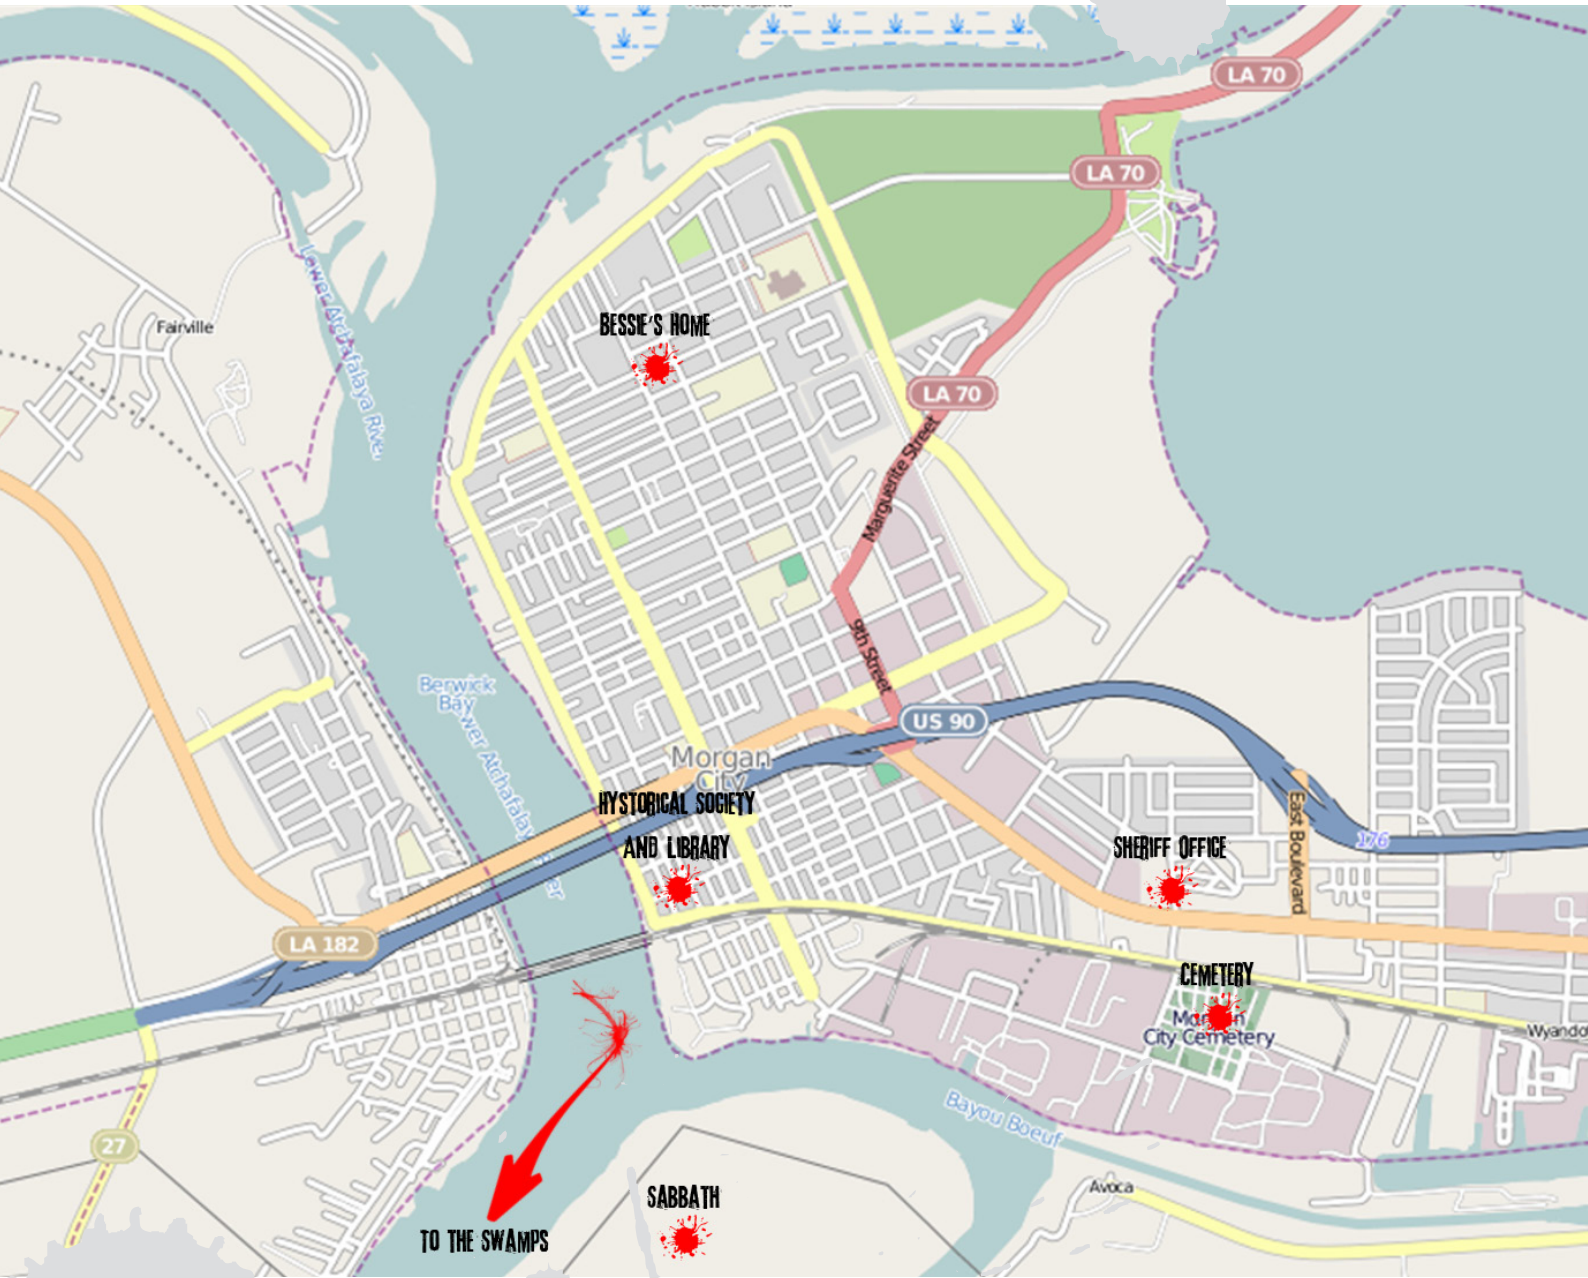 LA 70
LA 70
Lower Atchafalaya River
Fairville
BESSIE'S HOME
LA 70
Marguerite Street
9th Street
Berwick
Bay
US 90
Morgan
City
HYSTORICAL SOCIETY
AND LIBRARY
SHERIFF OFFICE
East Boulevard
176
LA 182
CEMETERY
City Cemetery
Bayou Boeuf
27
Avoca
SABBATH
TO THE SWAMPS